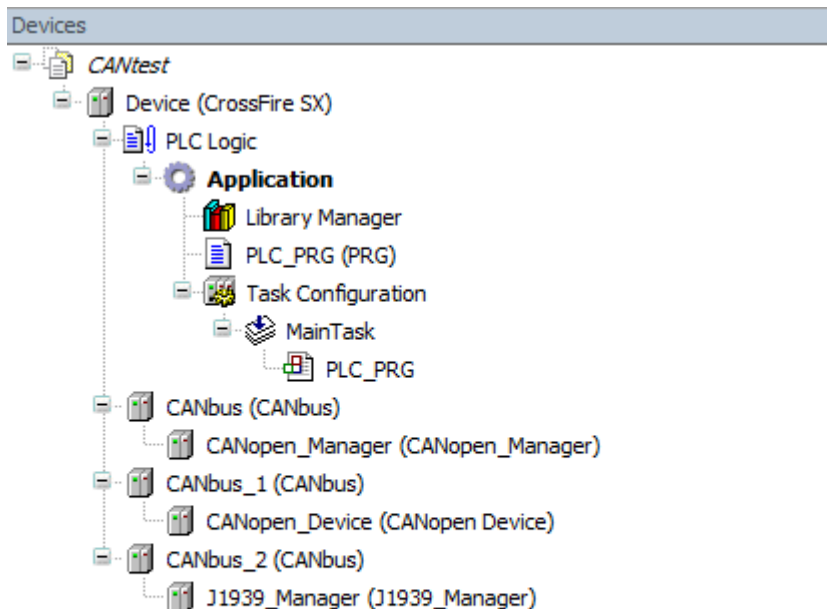 Devices
CANtest
Device (CrossFire SX)
PLC Logic
Application
Library Manager
PLC_PRG (PRG)
Task Configuration
MainTask
PLC_PRG
CANbus (CANbus)
CANopen_Manager (CANopen_Manager)
CANbus_1 (CANbus)
CANopen_Device (CANopen Device)
CANbus_2 (CANbus)
J1939_Manager (J1939_Manager)